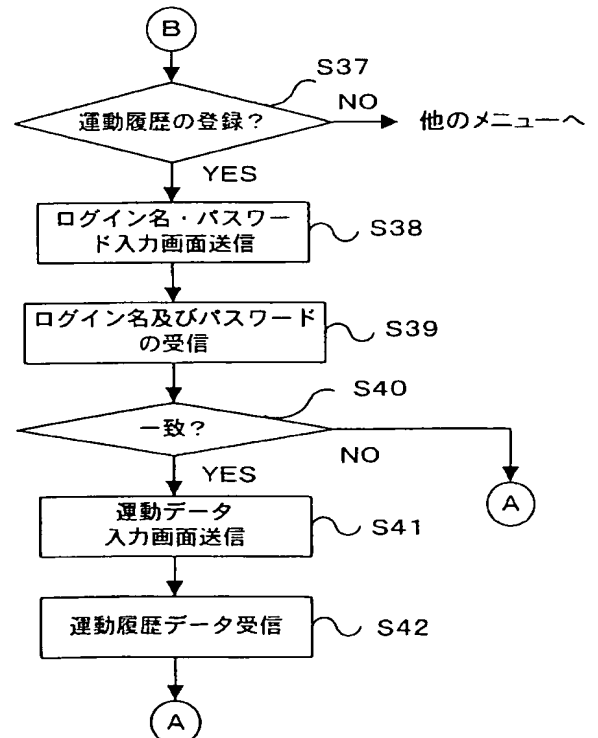 B
S37
運動履歴の登録？
NO
他のメニューへ
YES
ログイン名・パスワー
ド入力画面送信
S38
ログイン名及びパスワード
の受信
S39
S40
一致？
NO
YES
A
運動データ
入力画面送信
S41
運動履歴データ受信
S42
A